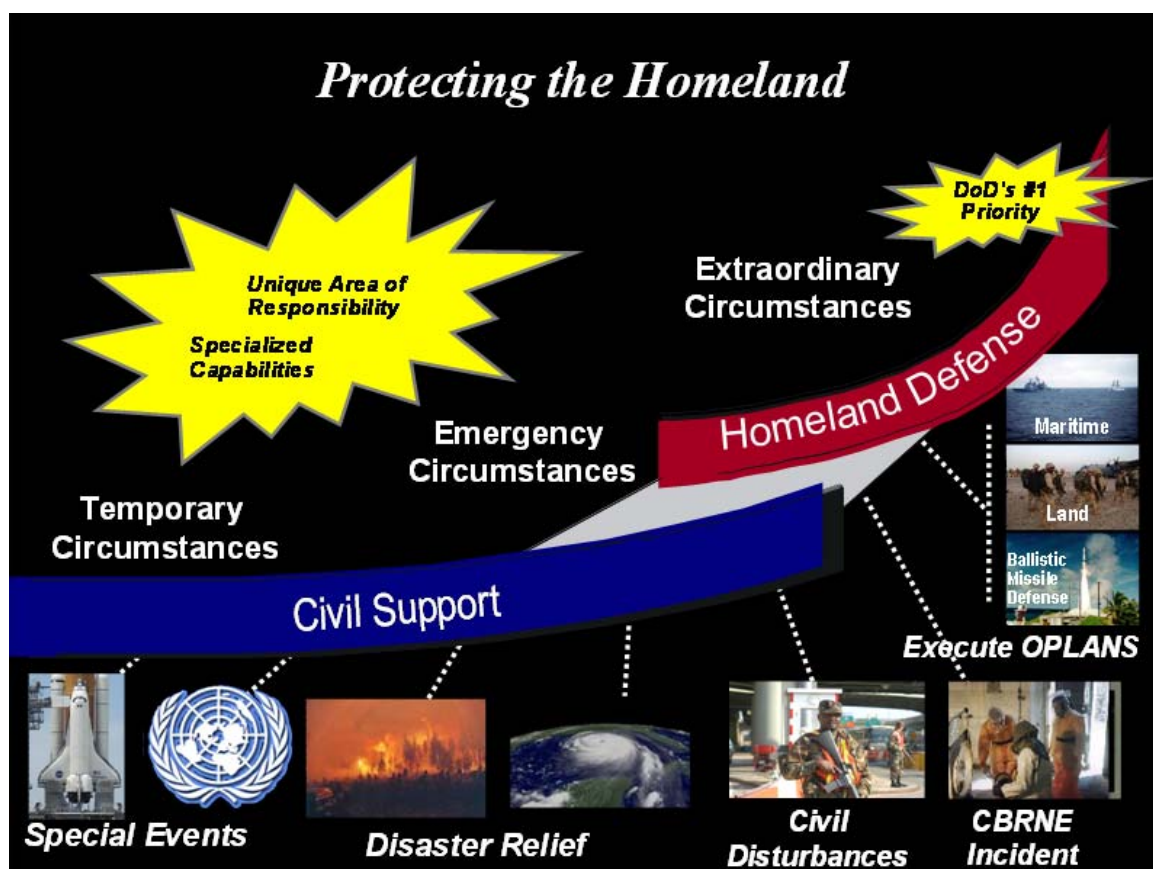 Protecting the Homeland
DoD's #1
Priority
Unique Area of
Responsibility
Specialized
Capabilities
Extraordinary
Circumstances
Emergency
Circumstances
Temporary
Circumstances
Homeland Defense
Civil Support
Maritime
Land
Ballistic
Missile
Defense
Execute OPLANS
Special Events
Disaster Relief
Civil
Disturbances
CBRNE
Incident